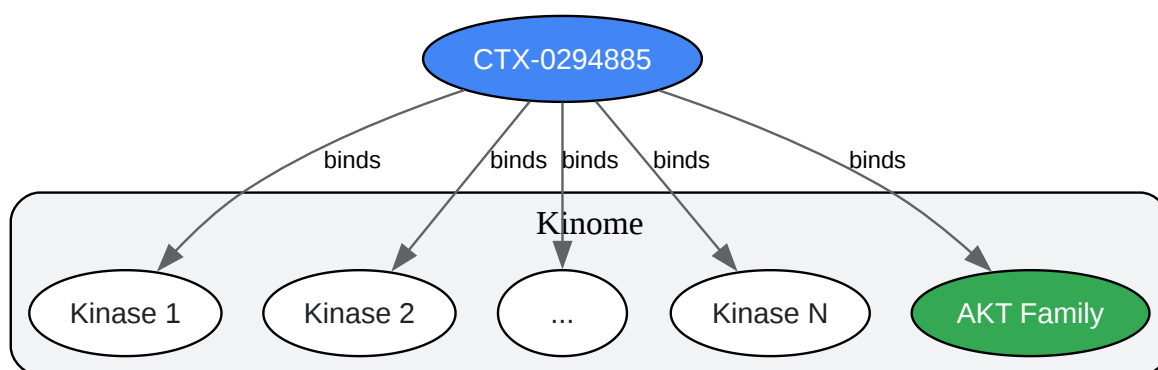 CTX-0294885
binds binds binds binds binds
Kinome
Kinase 1 Kinase 2 ... Kinase N AKT Family